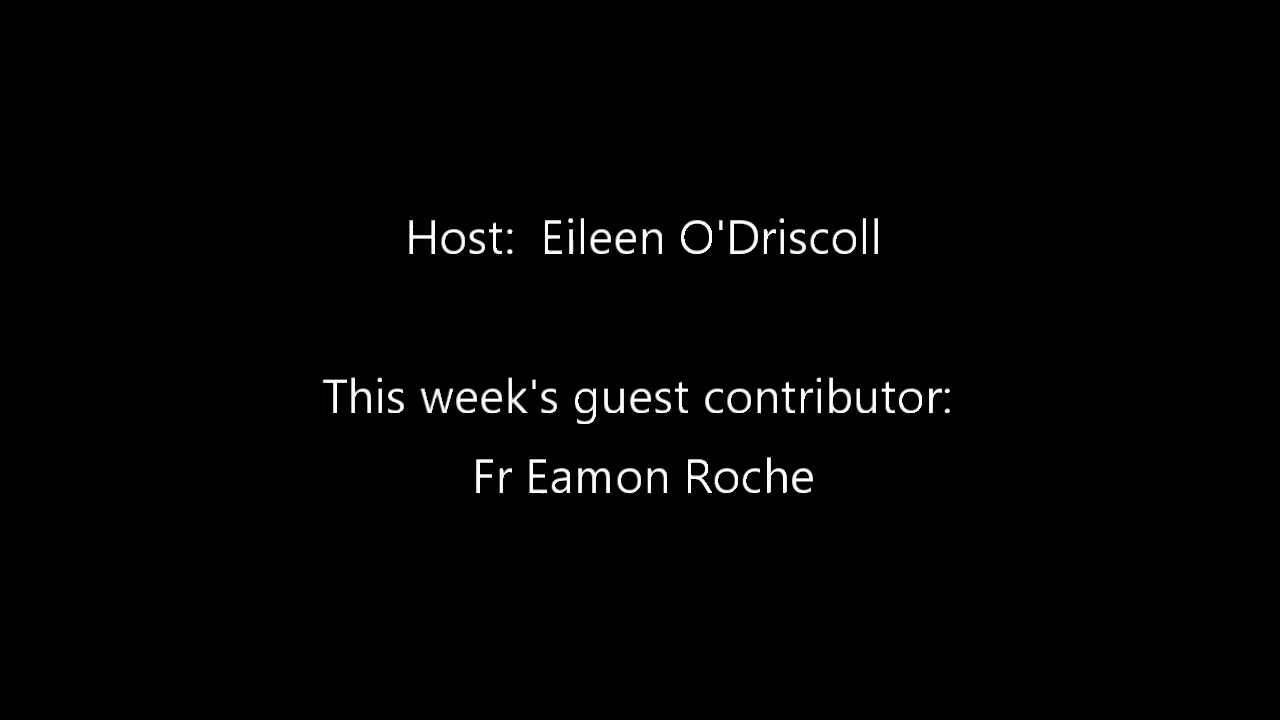 Host:  Eileen O'Driscoll
This week's guest contributor:
Fr Eamon Roche